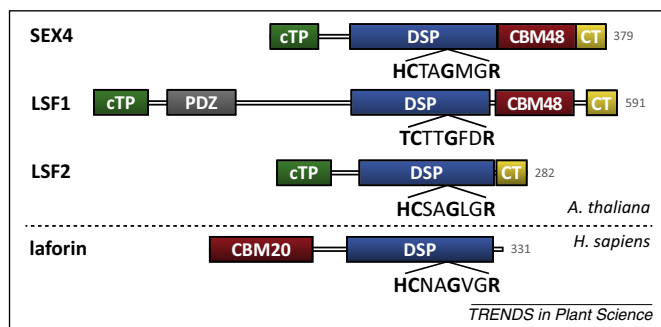 SEX4 cTP DSP CBM48 CT 379
HCTAGMGR
LSF1 cTP PDZ DSP CBM48 CT 591
TCTTGFDR
LSF2 cTP DSP CT 282
HCSAGLGR
A. thaliana
H. sapiens
laforin CBM20 DSP 331
HCNAGVGR
TRENDS in Plant Science